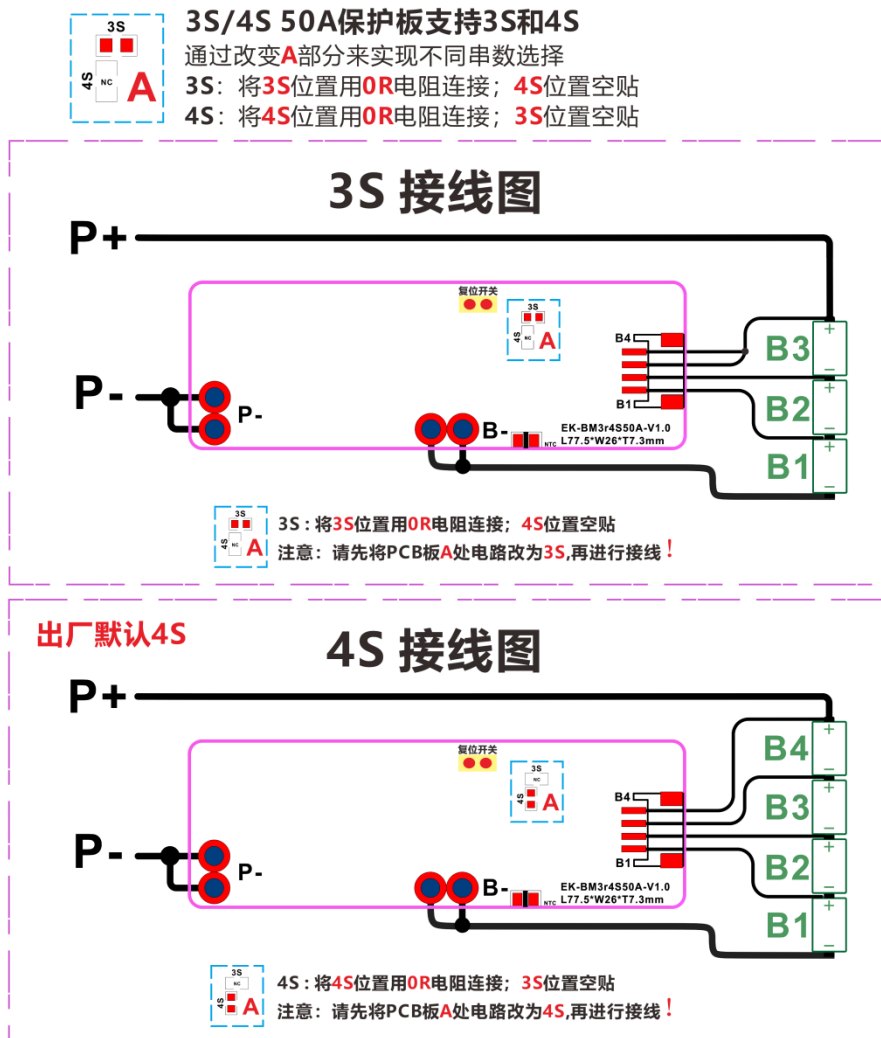 3S
4S
NC
A
3S/4S 50A保护板支持3S和4S
通过改变A部分来实现不同串数选择
3S：将3S位置用0R电阻连接；4S位置空贴
4S：将4S位置用0R电阻连接；3S位置空贴
3S 接线图
P+
复位开关
3S
4S
NC
A
B4
B3
P-
P-
B1
B2
B-
NTC
EK-BM3r4S50A-V1.0
L77.5*W26*T7.3mm
B1
+
−
+
−
+
−
3S
4S
NC
A
3S：将3S位置用0R电阻连接；4S位置空贴
注意：请先将PCB板A处电路改为3S,再进行接线！
出厂默认4S
4S 接线图
P+
复位开关
3S
NC
4S
A
B4
B4
B3
P-
P-
B1
B2
B-
NTC
EK-BM3r4S50A-V1.0
L77.5*W26*T7.3mm
B1
+
−
+
−
+
−
+
−
3S
NC
4S
A
4S：将4S位置用0R电阻连接；3S位置空贴
注意：请先将PCB板A处电路改为4S,再进行接线！